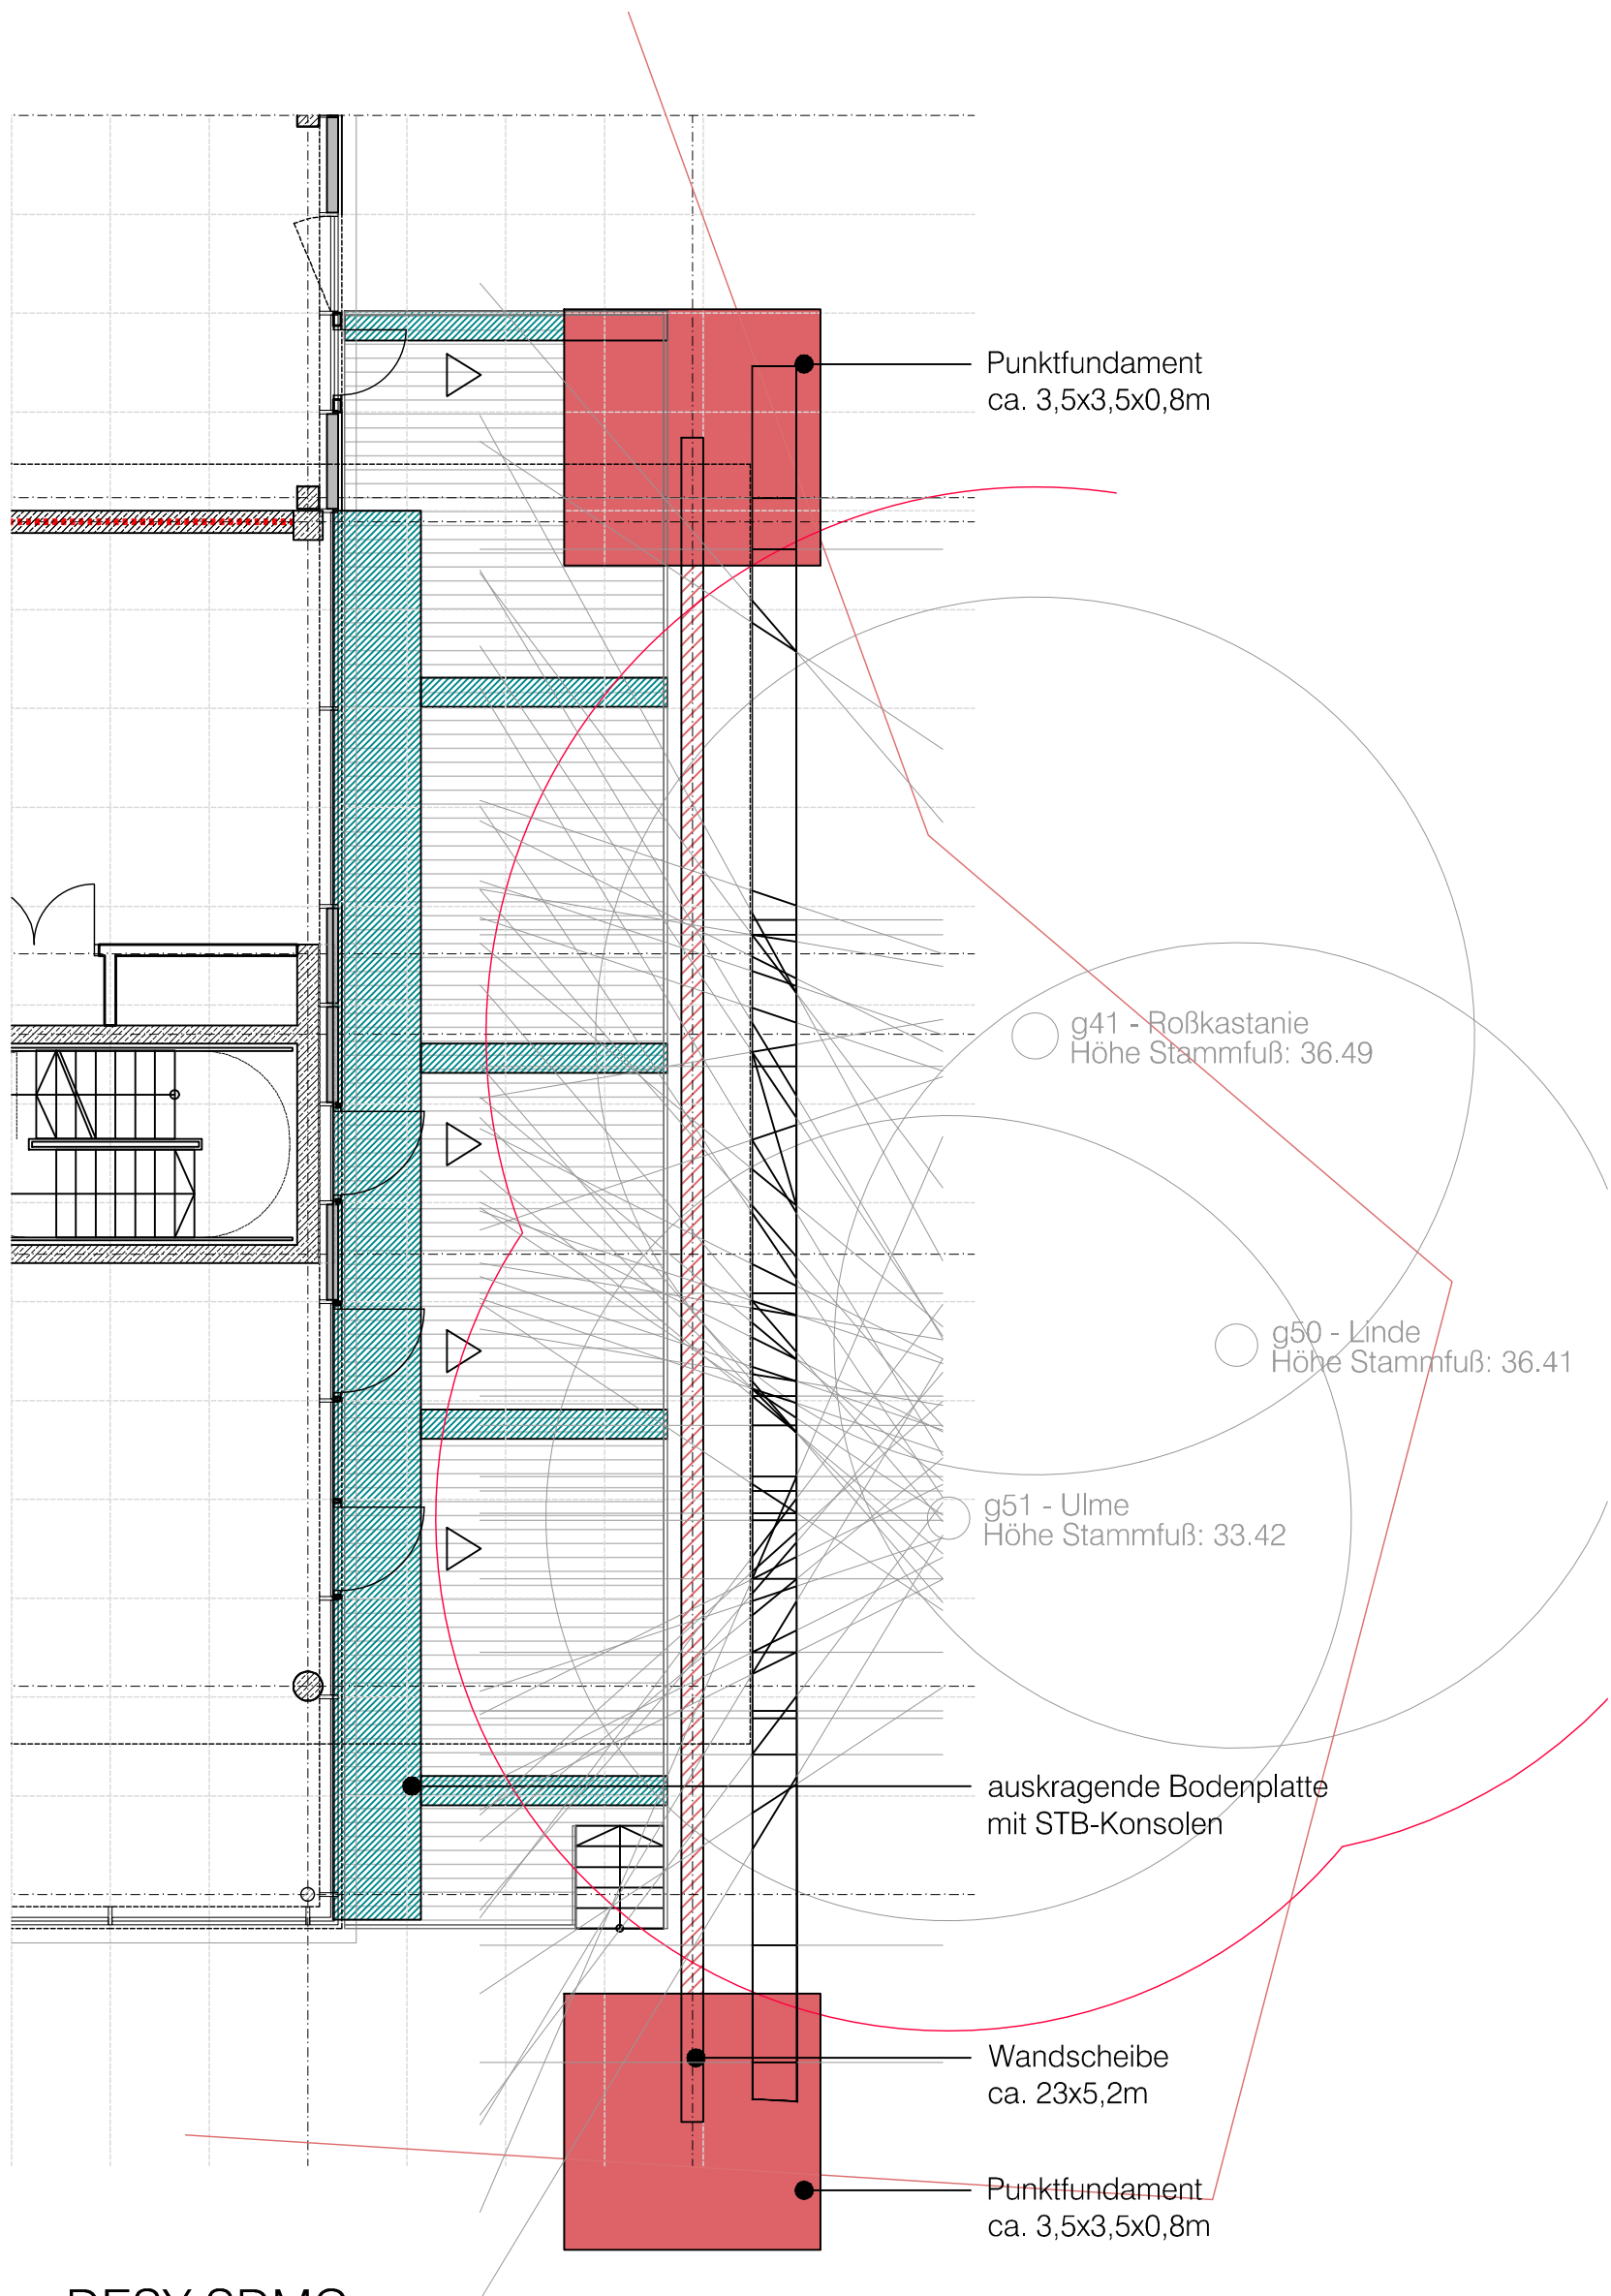 Punktfundament
ca. 3,5x3,5x0,8m
g41 - Roßkastanie
Höhe Stammfuß: 36.49
g50 - Linde
Höhe Stammfuß: 36.41
g51 - Ulme
Höhe Stammfuß: 33.42
auskragende Bodenplatte
mit STB-Konsolen
Wandscheibe
ca. 23x5,2m
Punktfundament
ca. 3,5x3,5x0,8m